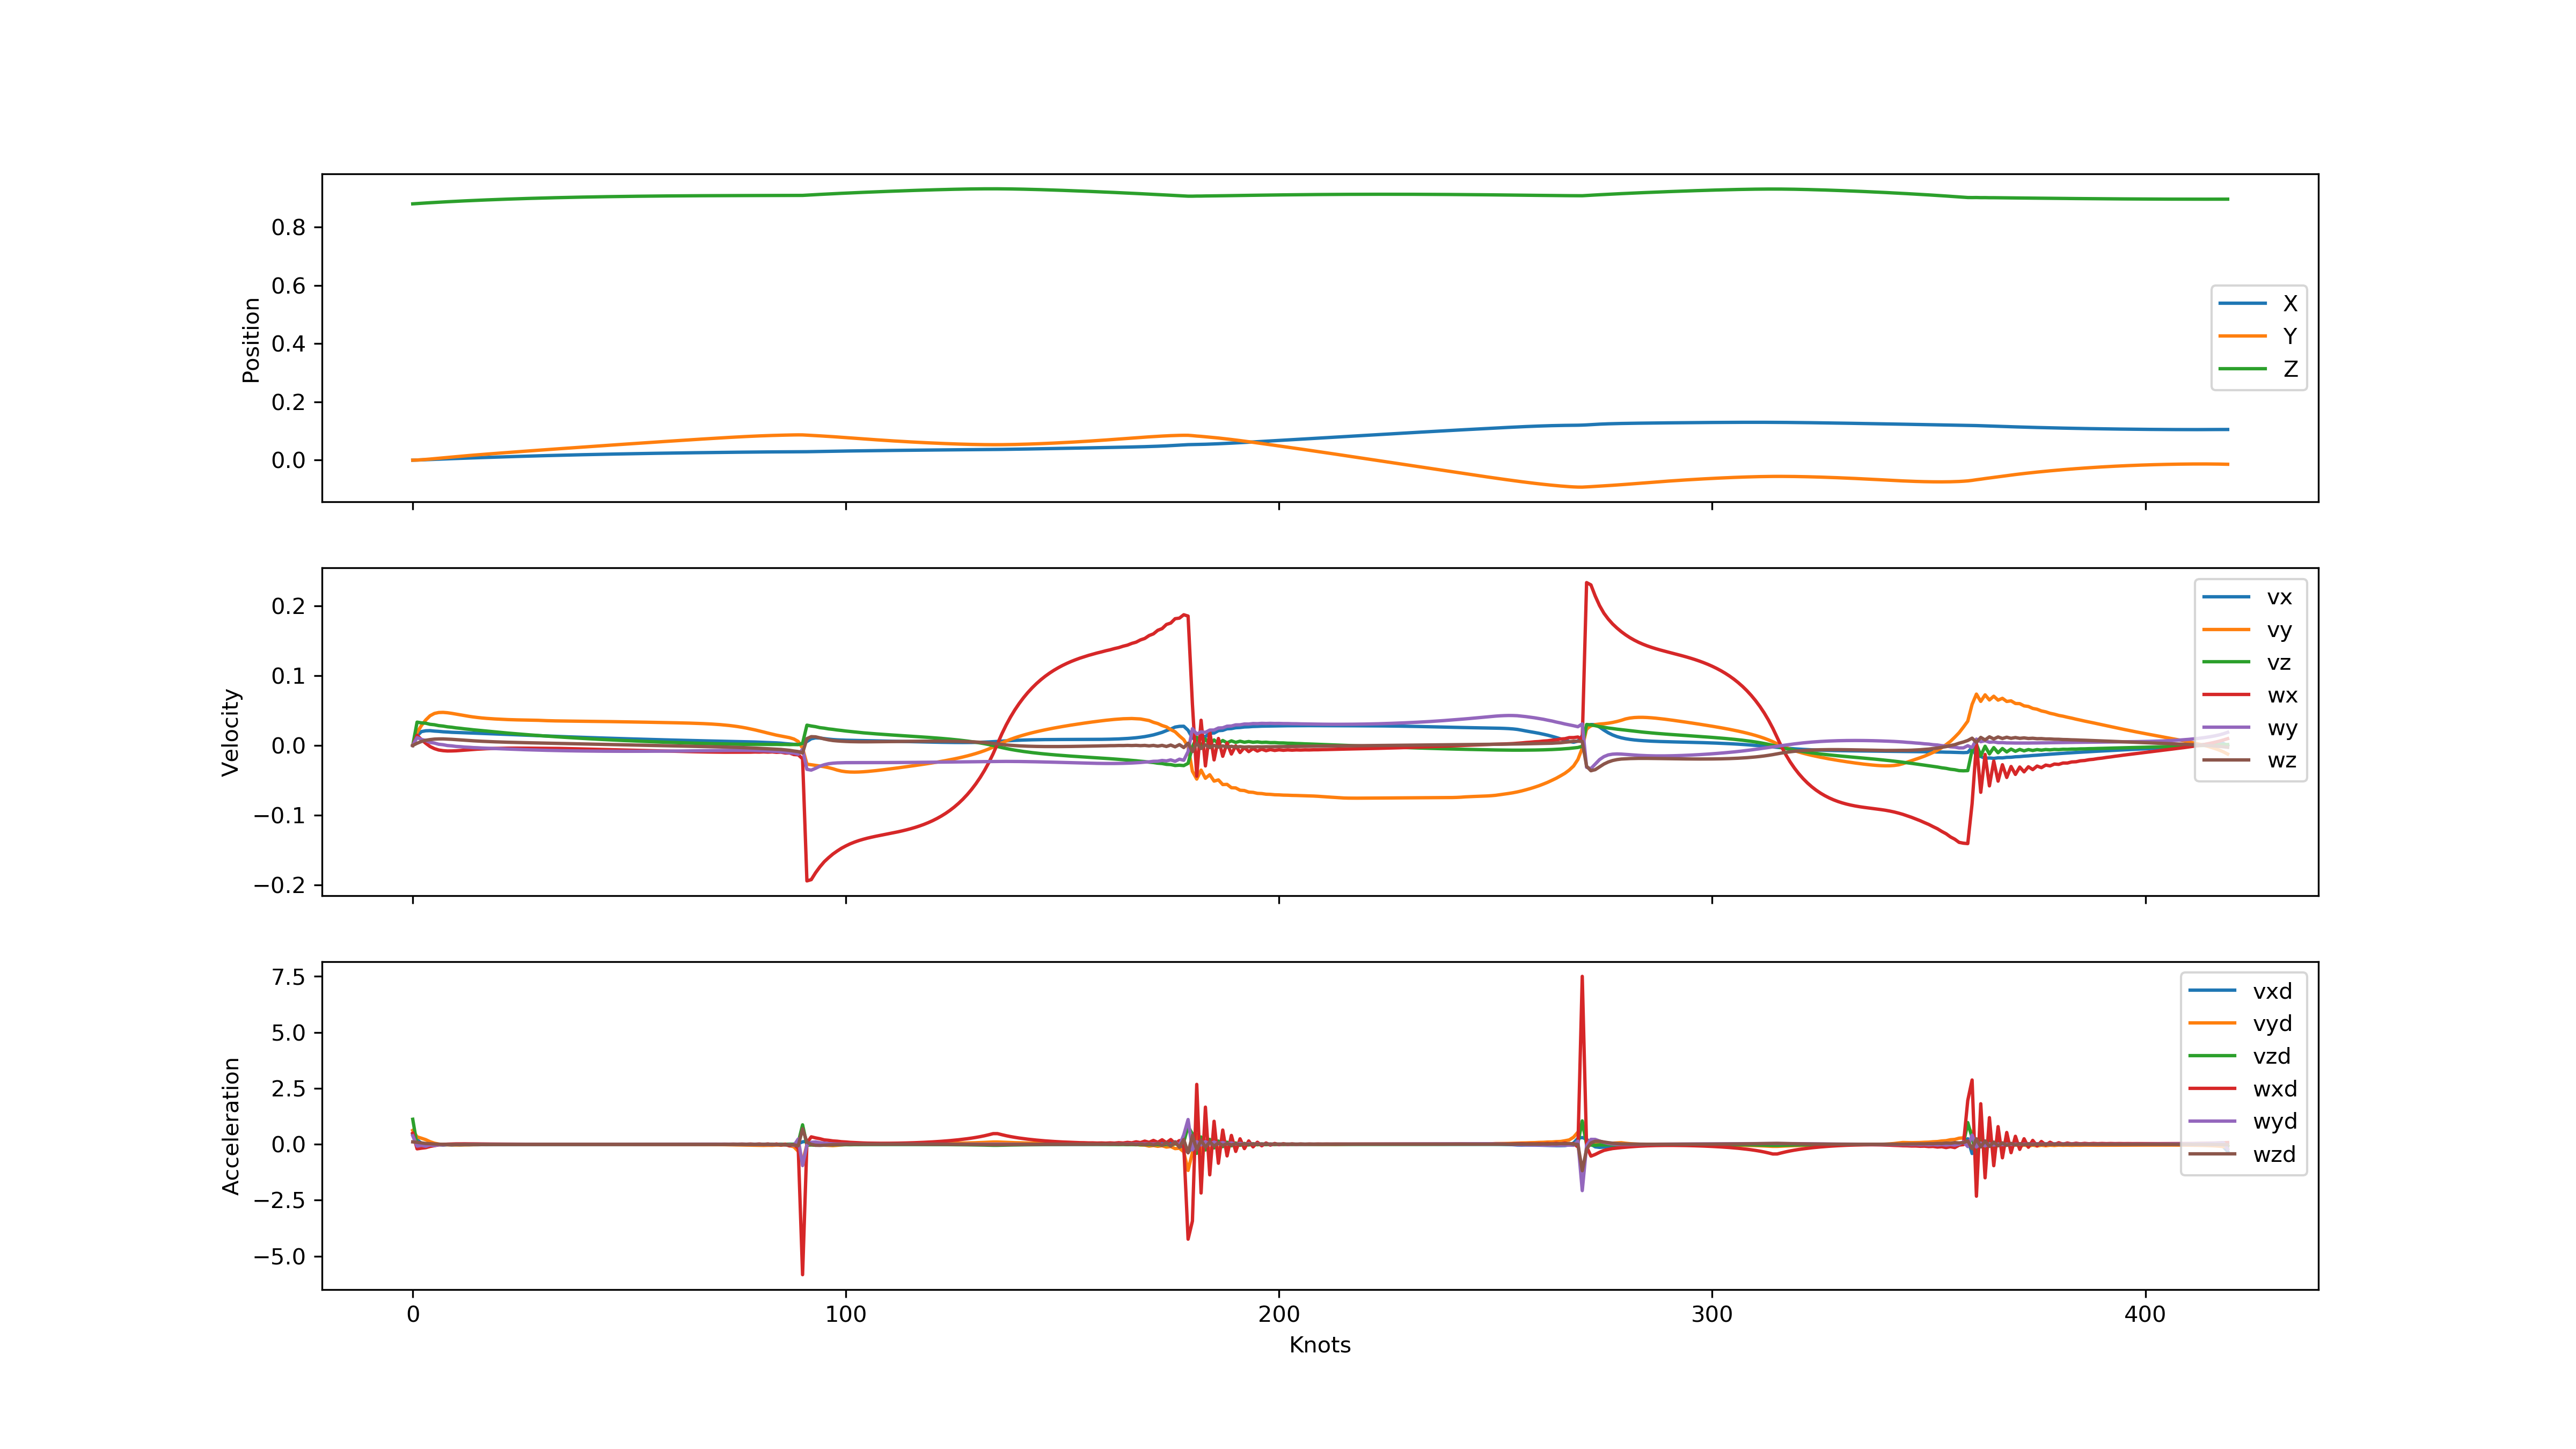 Position
0.8
0.6
0.4
0.2
0.0
X
Y
Z
Velocity
0.2
0.1
0.0
−0.1
−0.2
vx
vy
vz
wx
wy
wz
Acceleration
7.5
5.0
2.5
0.0
−2.5
−5.0
vxd
vyd
vzd
wxd
wyd
wzd
0 100 200 300 400
Knots